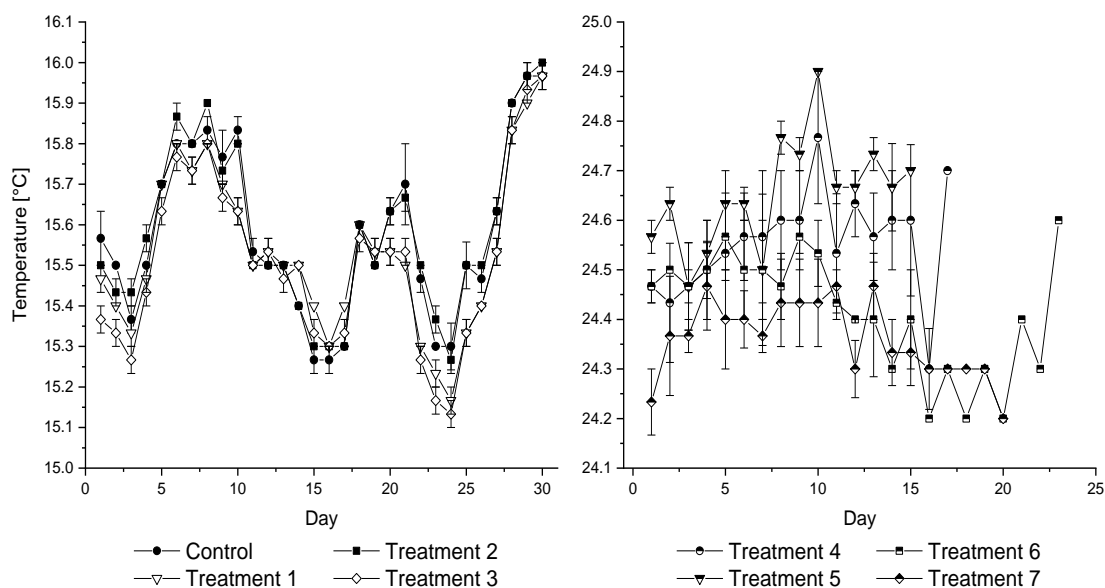 16.1
16.0
15.9
15.8
15.7
15.6
15.5
15.4
15.3
15.2
15.1
15.0
Temperature [°C]
0 5 10 15 20 25 30
Day
Control
Treatment 1
Treatment 2
Treatment 3
25.0
24.9
24.8
24.7
24.6
24.5
24.4
24.3
24.2
24.1
0 5 10 15 20 25
Day
Treatment 4
Treatment 5
Treatment 6
Treatment 7